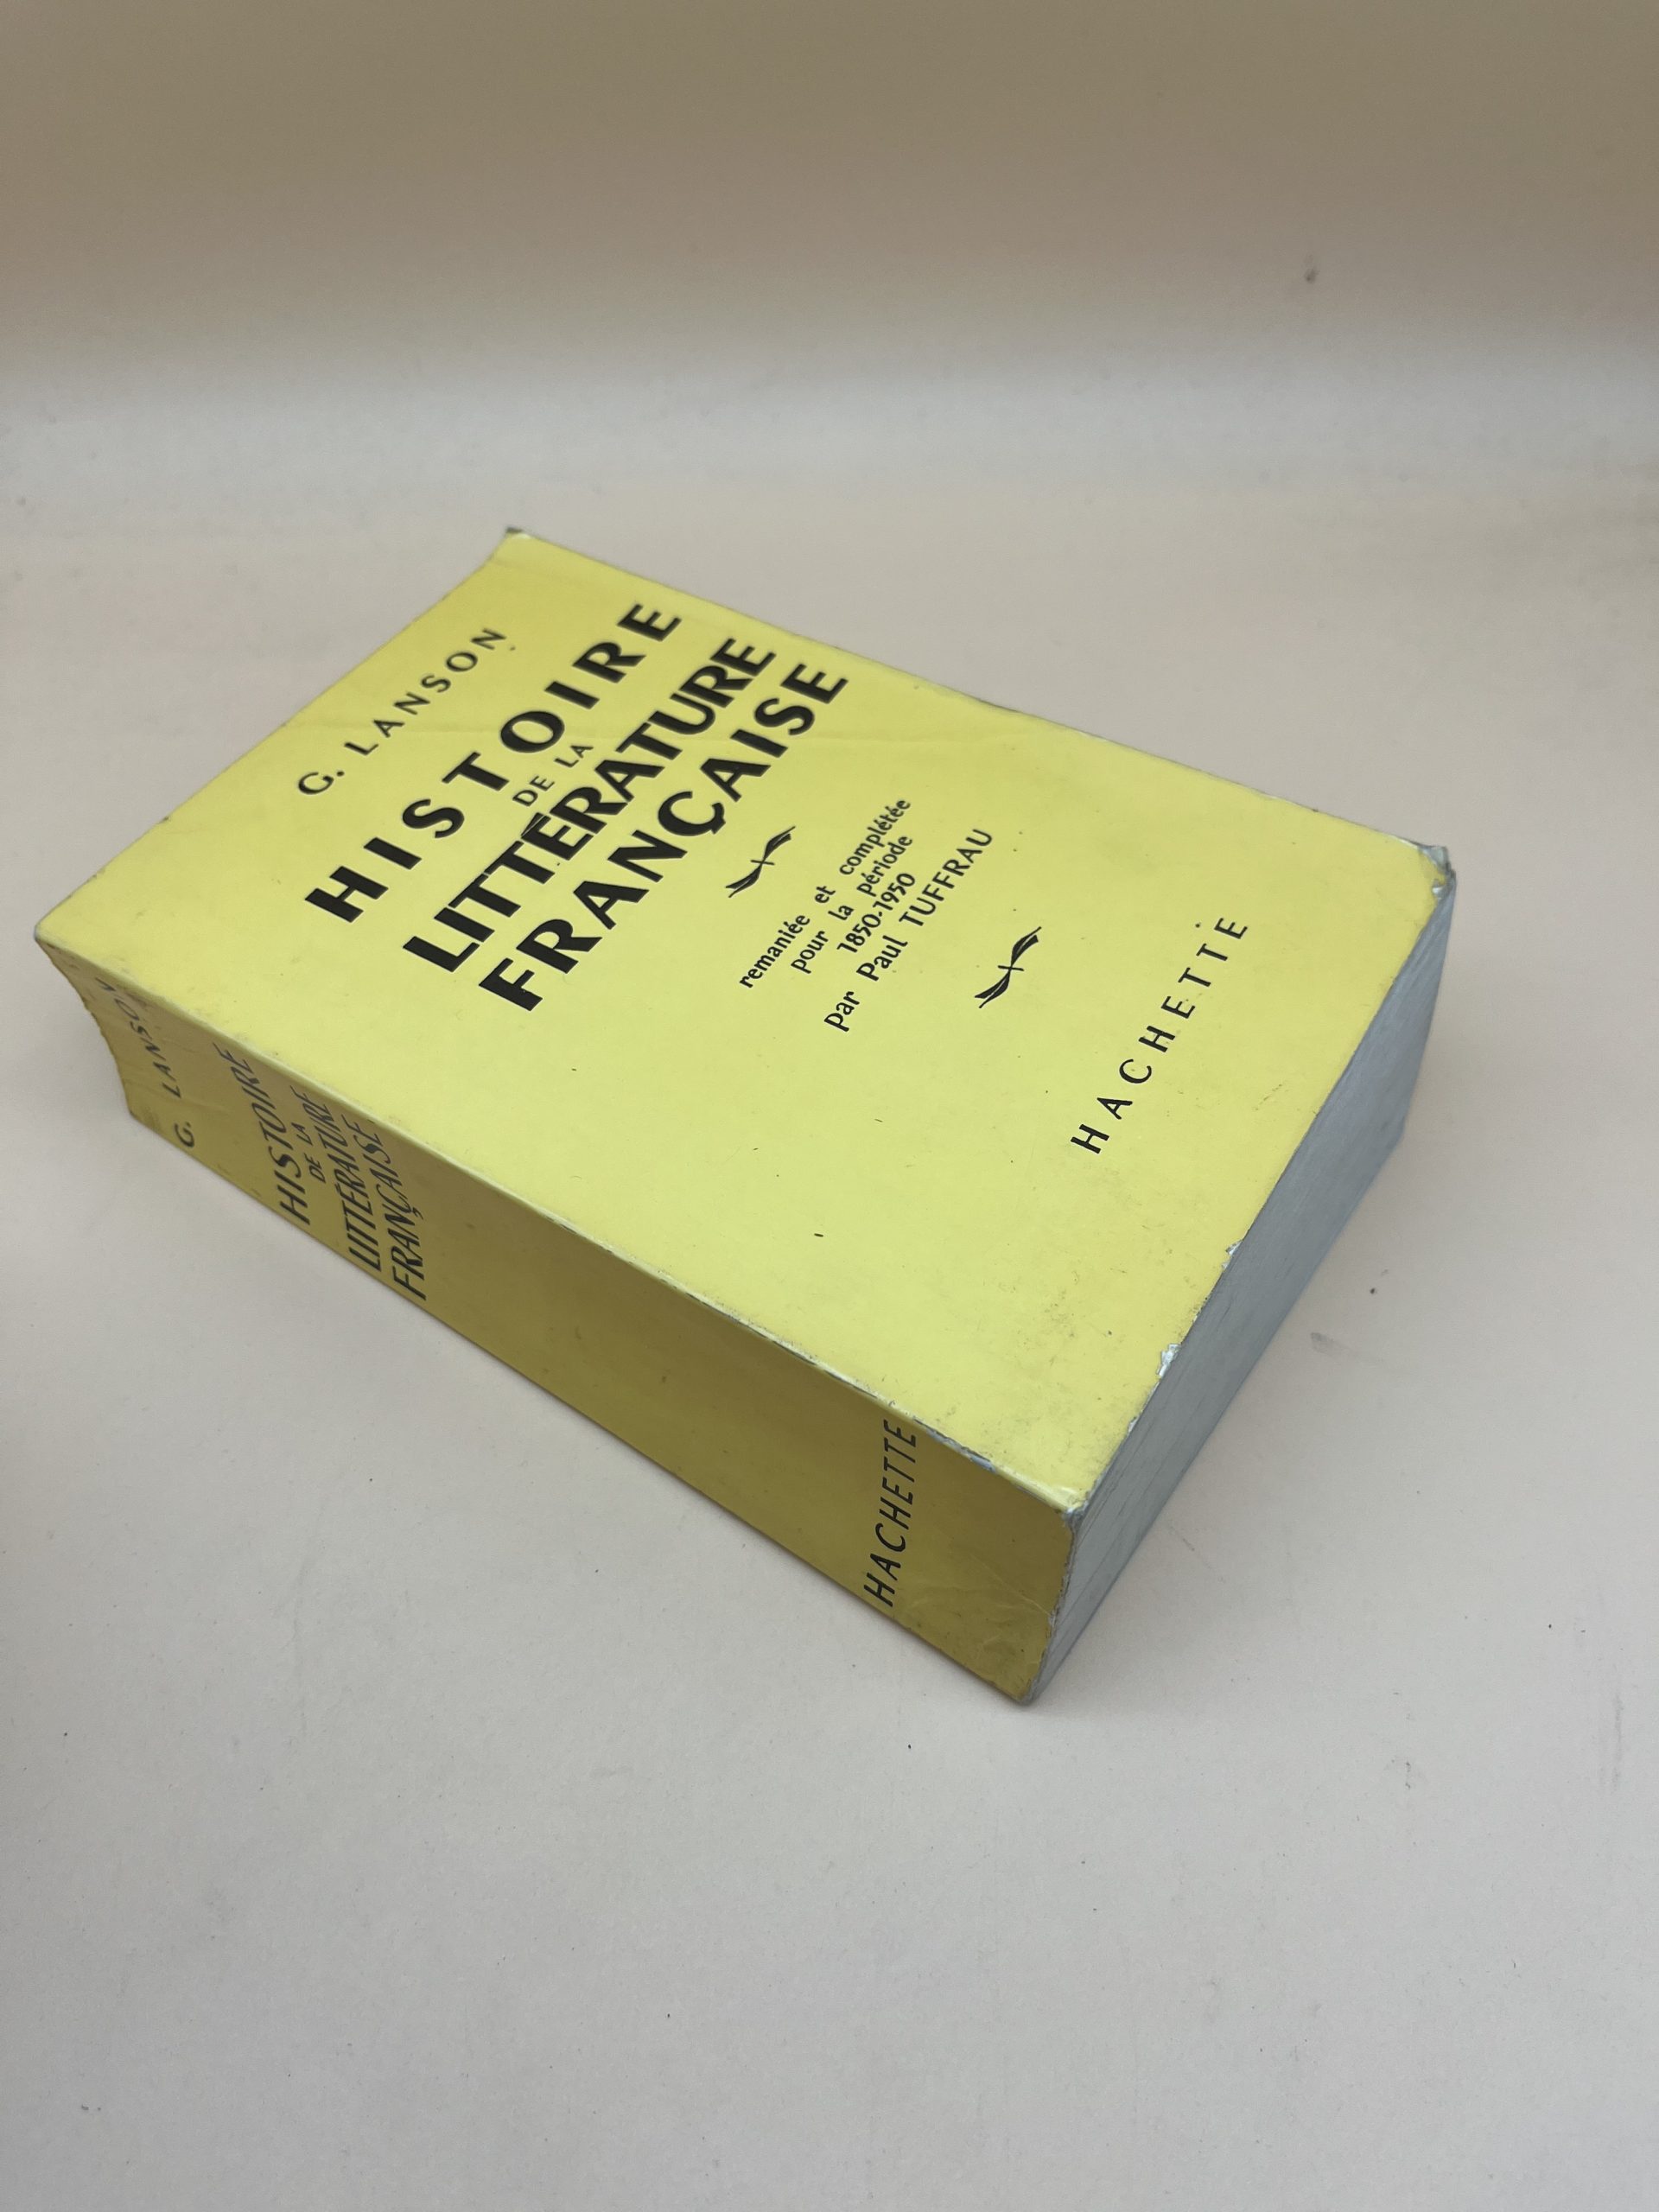 G. LANSON
HISTOIRE
DE LA
LITTÉRATURE
FRANÇAISE
remaniée et complétée
pour la période
1850-1950
par Paul TUFFRAU
HACHETTE
G. LANSON
HISTOIRE
DE LA
LITTÉRATURE
FRANÇAISE
HACHETTE